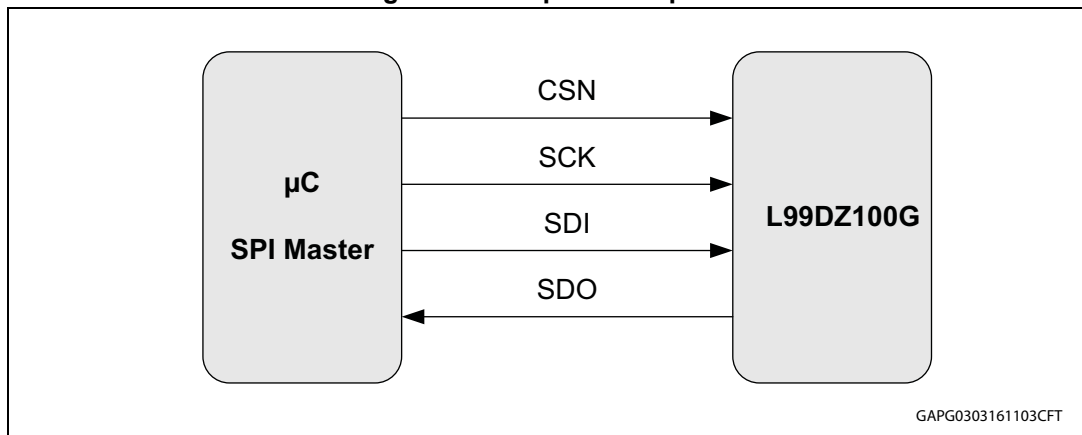 CSN
SCK
µC
SPI Master
L99DZ100G
SDI
SDO
GAPG0303161103CFT